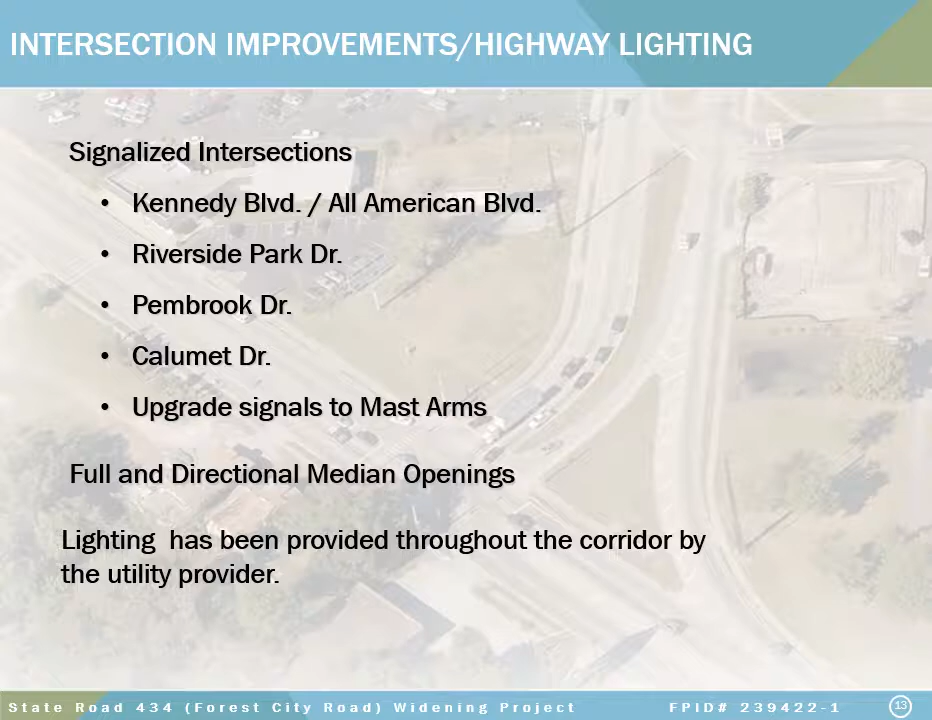 INTERSECTION IMPROVEMENTS/HIGHWAY LIGHTING
Signalized Intersections
• Kennedy Blvd. / All American Blvd.
• Riverside Park Dr.
• Pembrook Dr.
• Calumet Dr.
• Upgrade signals to Mast Arms
Full and Directional Median Openings
Lighting  has been provided throughout the corridor by
the utility provider.
State Road 434 (Forest City Road) Widening Project FPID# 239422-1 13